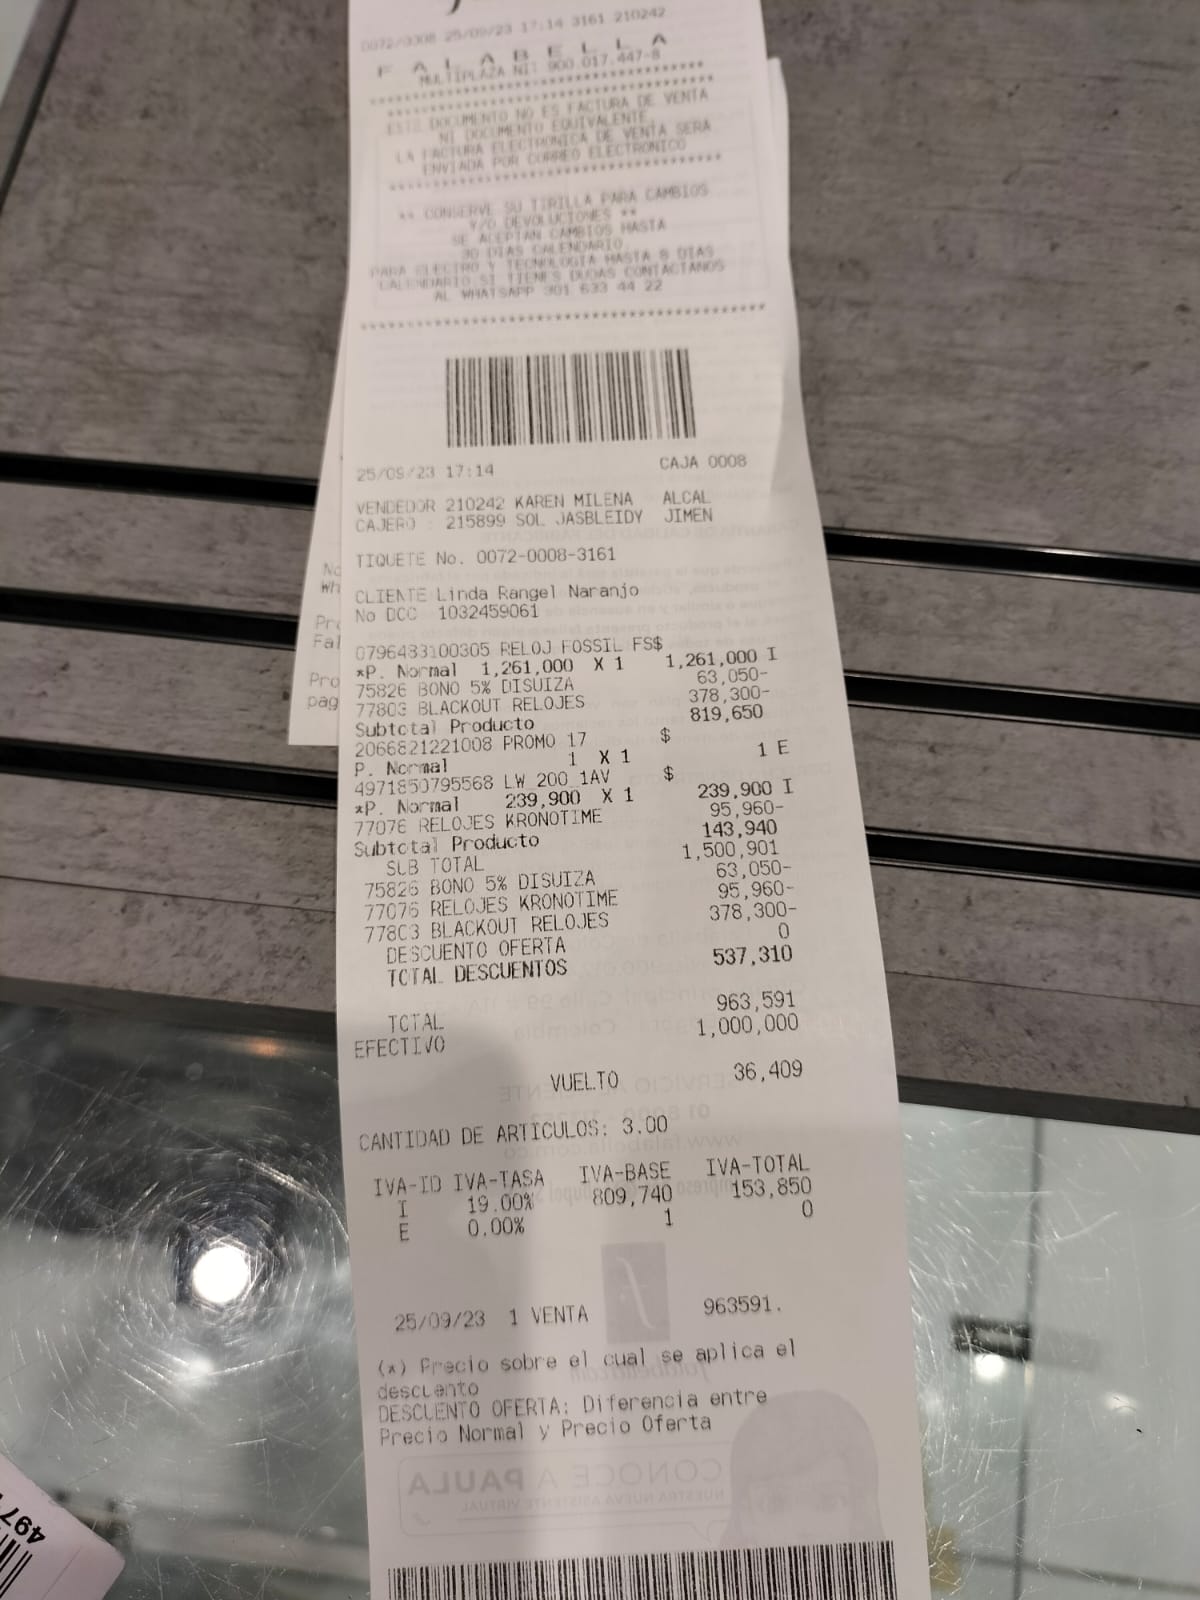 0072/0308 25/09/23 17:14 3161 210242
F A L A B E L L A
MULTIPLAZA NI: 900.017.447-8
ESTE DOCUMENTO NO ES FACTURA DE VENTA
NI DOCUMENTO EQUIVALENTE,
LA FACTURA ELECTRONICA DE VENTA SERA
ENVIADA POR CORREO ELECTRONICO
** CONSERVE SU TIRILLA PARA CAMBIOS
Y/O DEVOLUCIONES **
SE ACEPTAN CAMBIOS HASTA
30 DIAS CALENDARIO
PARA ELECTRO Y TECNOLOGIA HASTA 8 DIAS
CALENDARIO SI TIENES DUDAS CONTACTANOS
AL WHATSAPP 301 633 44 22
25/09/23 17:14 CAJA 0008
VENDEDOR 210242 KAREN MILENA ALCAL
CAJERO : 215899 SOL JASBLEIDY JIMEN
TIQUETE No. 0072-0008-3161
CLIENTE Linda Rangel Naranjo
No DCC 1032459061
0796483100305 RELOJ FOSSIL FS$
*P. Normal 1,261,000 X 1 1,261,000 I
75826 BONO 5% DISUIZA 63,050-
77803 BLACKOUT RELOJES 378,300-
Subtotal Producto 819,650
2066821221008 PROMO 17 $
P. Normal 1 X 1 1 E
4971850795568 LW 200 1AV $
*P. Normal 239,900 X 1 239,900 I
77076 RELOJES KRONOTIME 95,960-
Subtotal Producto 143,940
SUB TOTAL 1,500,901
75826 BONO 5% DISUIZA 63,050-
77076 RELOJES KRONOTIME 95,960-
77803 BLACKOUT RELOJES 378,300-
DESCUENTO OFERTA 0
TOTAL DESCUENTOS 537,310
TOTAL 963,591
EFECTIVO 1,000,000
VUELTO 36,409
CANTIDAD DE ARTICULOS: 3.00
IVA-ID IVA-TASA IVA-BASE IVA-TOTAL
I 19.00% 809,740 153,850
E 0.00% 1 0
25/09/23 1 VENTA 963591.
(*) Precio sobre el cual se aplica el
descuento
DESCUENTO OFERTA: Diferencia entre
Precio Normal y Precio Oferta
CONOCE A PAULA
NUESTRA NUEVA ASISTENTE VIRTUAL